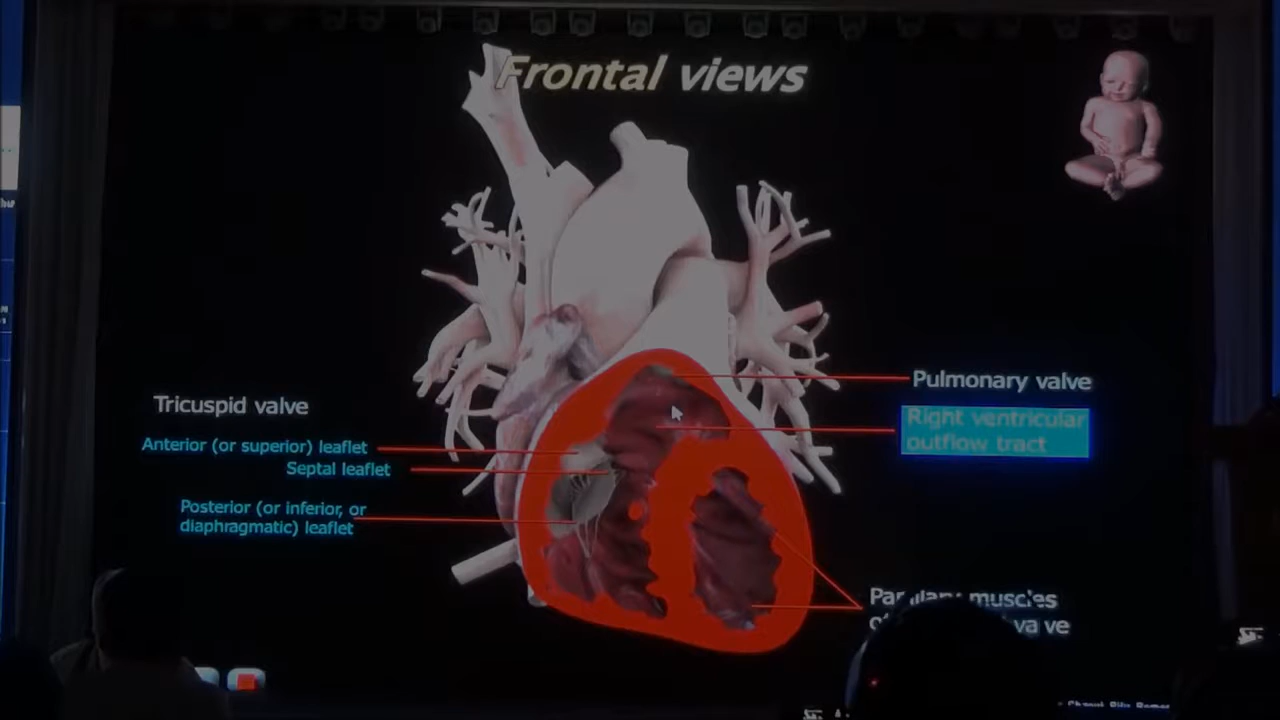 Frontal views
Pulmonary valve
Right ventricular
outflow tract
Tricuspid valve
Anterior (or superior) leaflet
Septal leaflet
Posterior (or inferior, or
diaphragmatic) leaflet
muscles